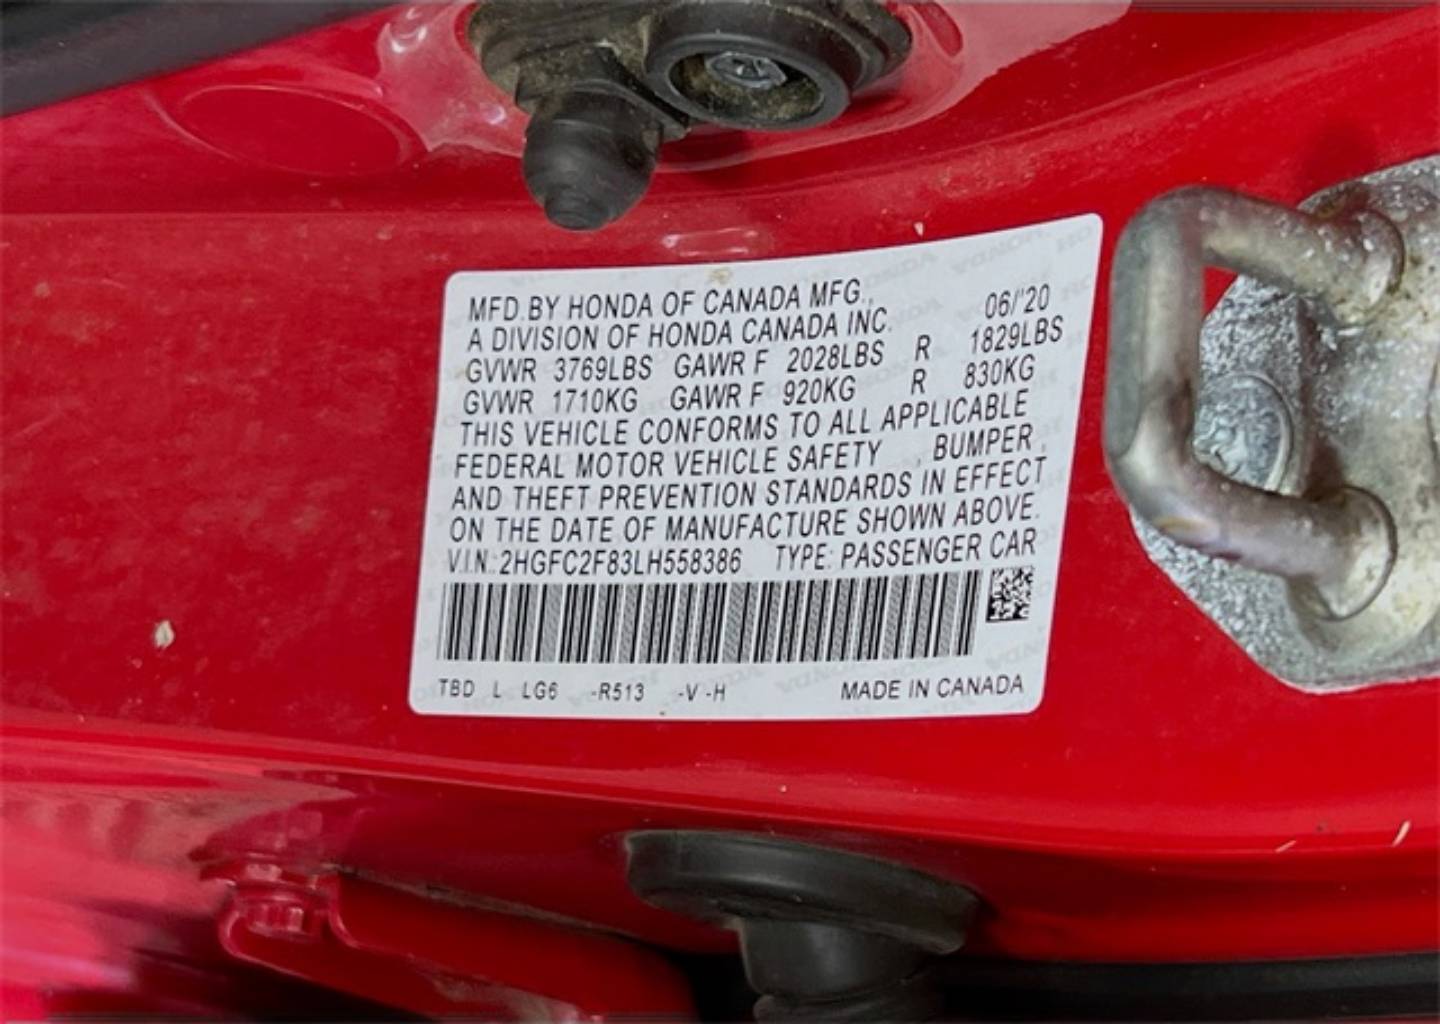 MFD.BY HONDA OF CANADA MFG., 06/'20
A DIVISION OF HONDA CANADA INC.
GVWR 3769LBS GAWR F 2028LBS R 1829LBS
GVWR 1710KG GAWR F 920KG R 830KG
THIS VEHICLE CONFORMS TO ALL APPLICABLE
FEDERAL MOTOR VEHICLE SAFETY , BUMPER,
AND THEFT PREVENTION STANDARDS IN EFFECT
ON THE DATE OF MANUFACTURE SHOWN ABOVE.
V.I.N.: 2HGFC2F83LH558386 TYPE: PASSENGER CAR
TBD L LG6 -R513 -V -H MADE IN CANADA